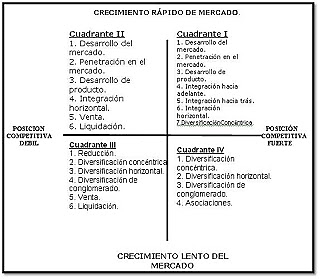 CRECIMIENTO RÁPIDO DE MERCADO.
Cuadrante II
1. Desarrollo del
mercado.
2. Penetración en el
mercado.
3. Desarrollo de
producto.
4. Integración
horizontal.
5. Venta.
6. Liquidación.
Cuadrante I
1. Desarrollo del
mercado.
2. Penetración en el
mercado.
3. Desarrollo de
producto.
4. Integración hacia
adelante.
5. Integración hacia trás.
6. Integración
horizontal.
7.DiversificaciónConcéntrica.
POSICION
COMPETITIVA
DEBIL
POSICIÓN
COMPETITIVA
FUERTE
Cuadrante III
1. Reducción.
2. Diversificación concéntrica
3. Diversificación horizontal.
4. Diversificación de
conglomerado.
5. Venta.
6. Liquidación.
Cuadrante IV
1. Diversificación
concéntrica.
2. Diversificación horizontal.
3. Diversificación de
conglomerado.
4. Asociaciones.
CRECIMIENTO LENTO DEL
MERCADO